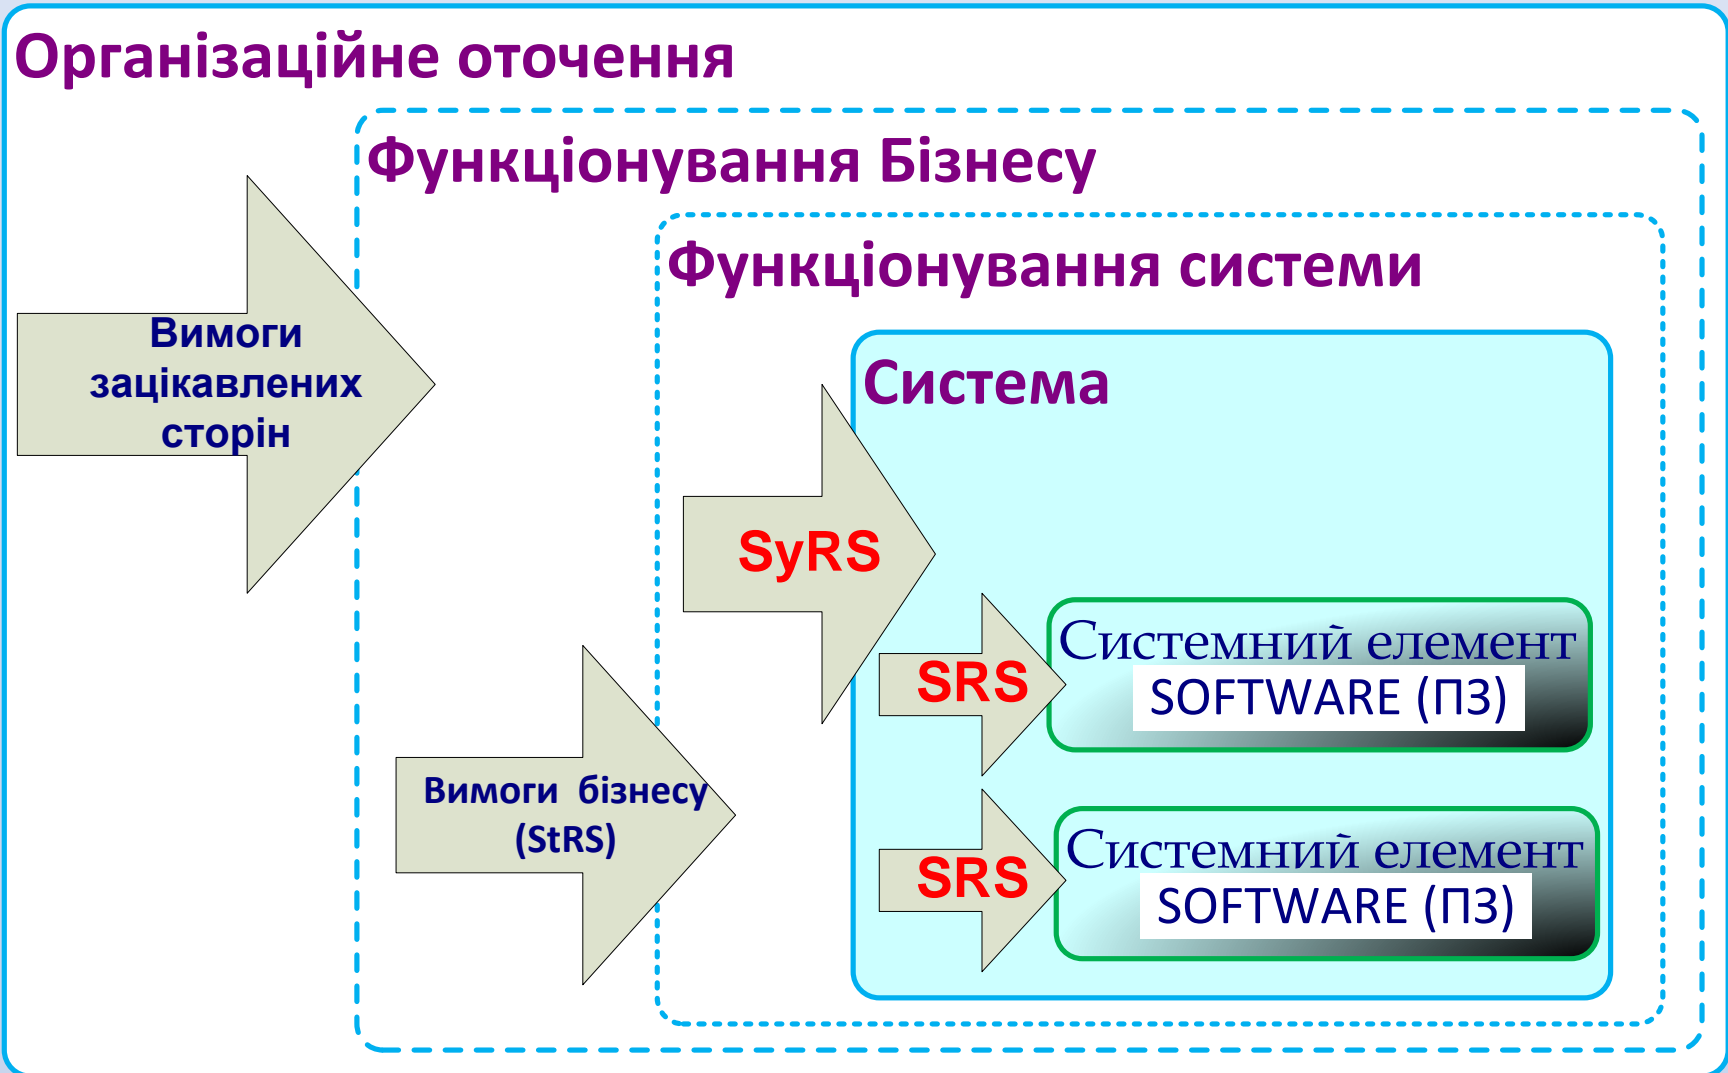 Організаційне оточення
Функціонування Бізнесу
Функціонування системи
Вимоги
зацікавлених
сторін
Система
SyRS
SRS
Системний елемент
SOFTWARE (ПЗ)
Вимоги бізнесу
(StRS)
SRS
Системний елемент
SOFTWARE (ПЗ)